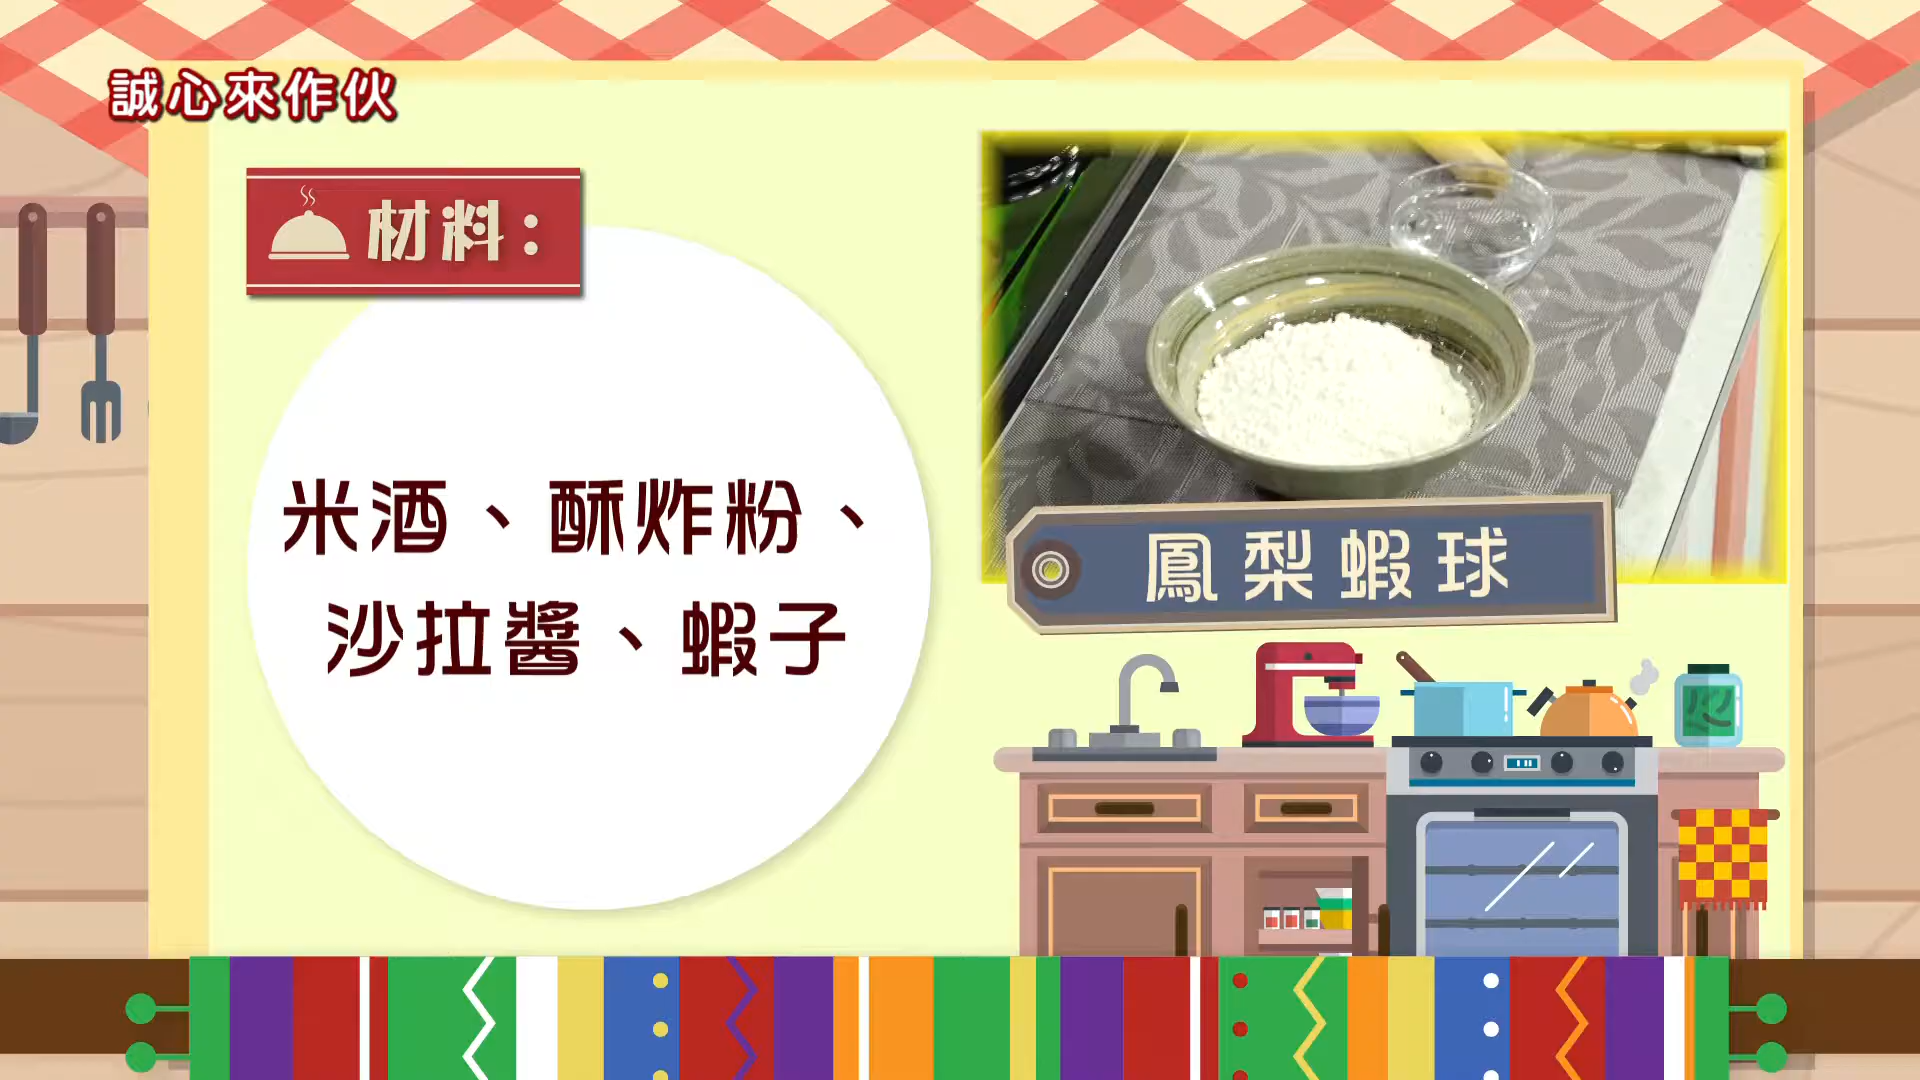 誠心來作伙
材料：
米酒、酥炸粉、
沙拉醬、蝦子
鳳梨蝦球